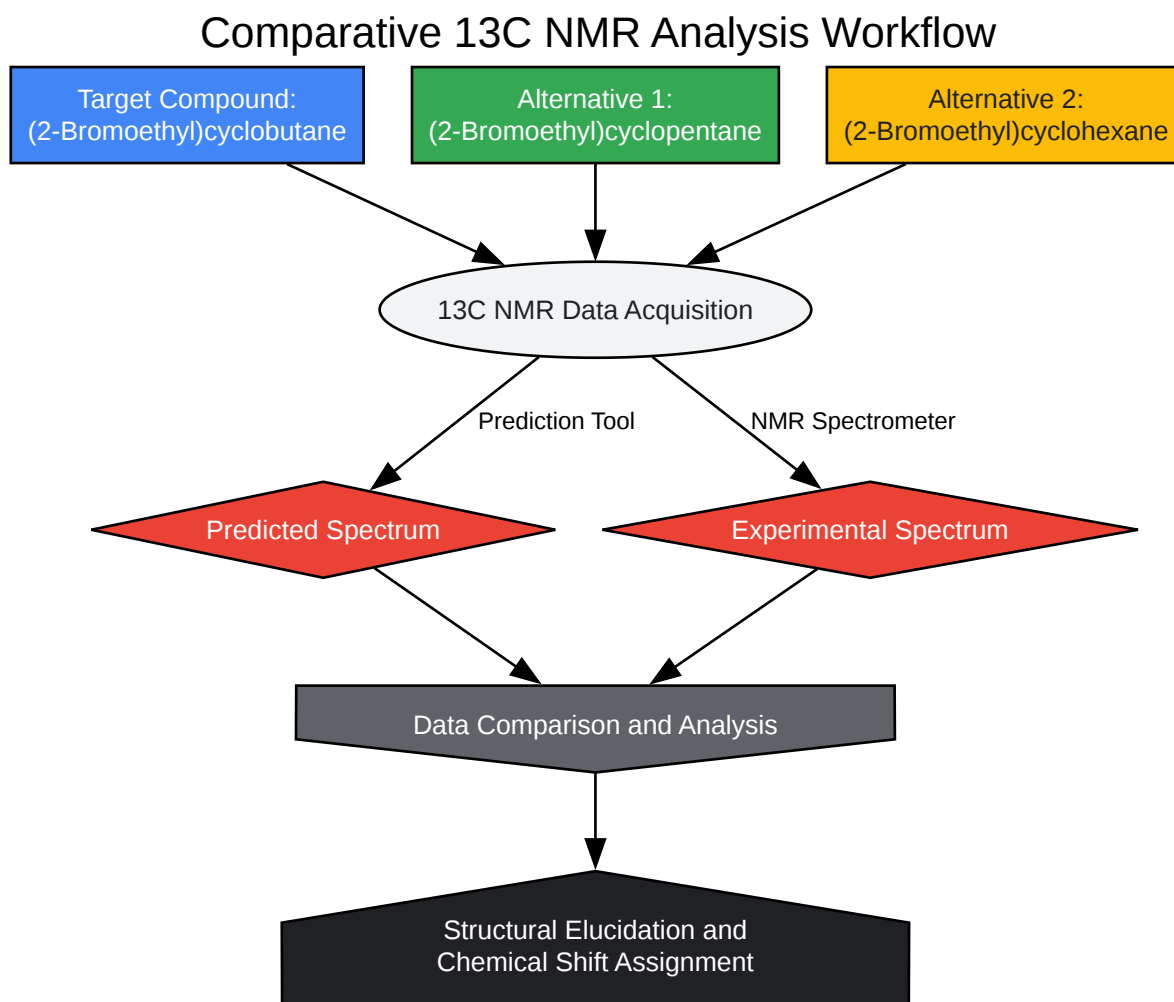 Comparative 13C NMR Analysis Workflow
Target Compound:
(2-Bromoethyl)cyclobutane
Alternative 1:
(2-Bromoethyl)cyclopentane
Alternative 2:
(2-Bromoethyl)cyclohexane
13C NMR Data Acquisition
Prediction Tool
NMR Spectrometer
Predicted Spectrum
Experimental Spectrum
Data Comparison and Analysis
Structural Elucidation and
Chemical Shift Assignment